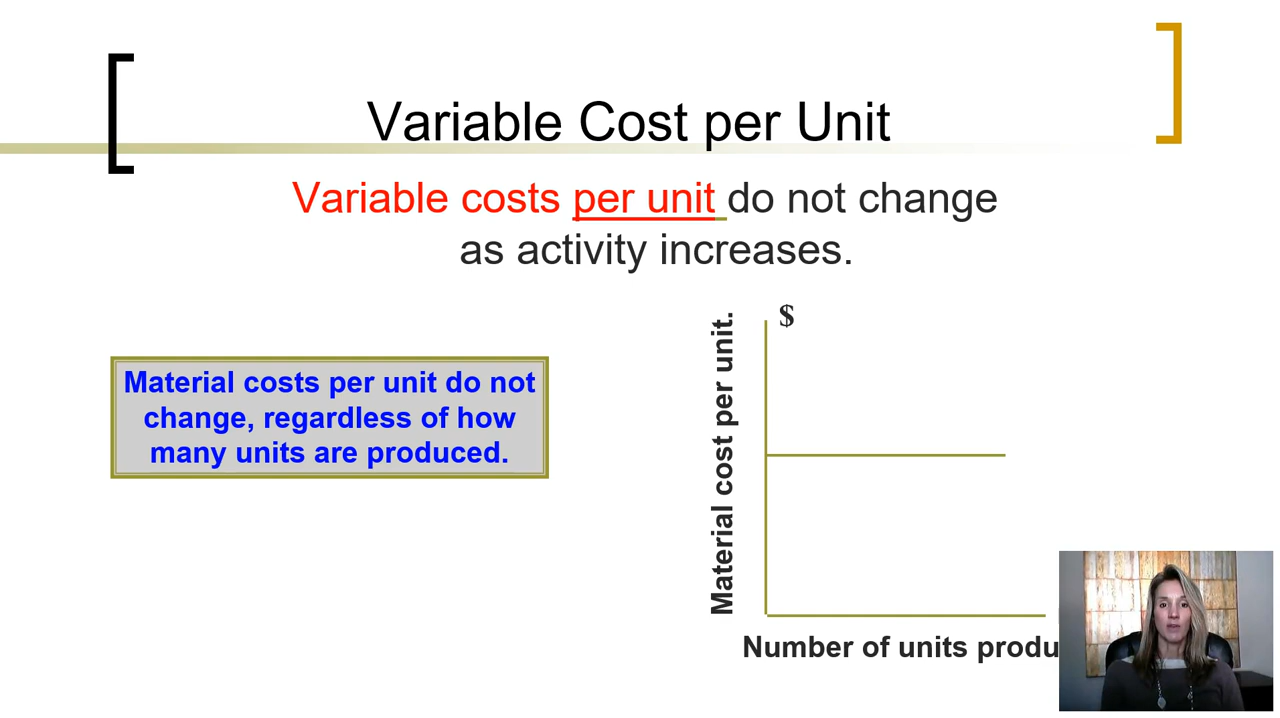 Variable Cost per Unit
Variable costs per unit do not change
as activity increases.
Material costs per unit do not
change, regardless of how
many units are produced.
$
Material cost per unit.
Number of units produ